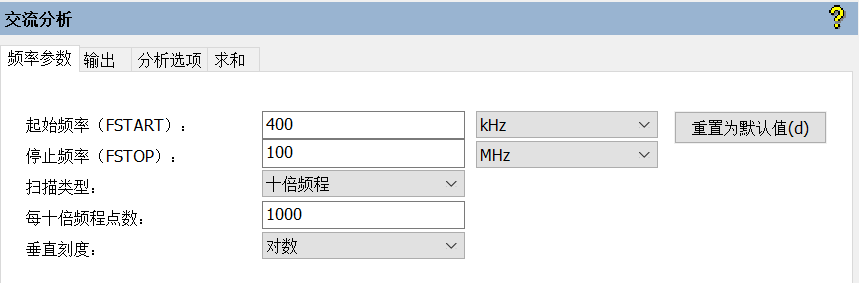 交流分析
频率参数 输出 分析选项 求和
起始频率（FSTART）： 400 kHz 重置为默认值(d)
停止频率（FSTOP）： 100 MHz
扫描类型： 十倍频程
每十倍频程点数： 1000
垂直刻度： 对数